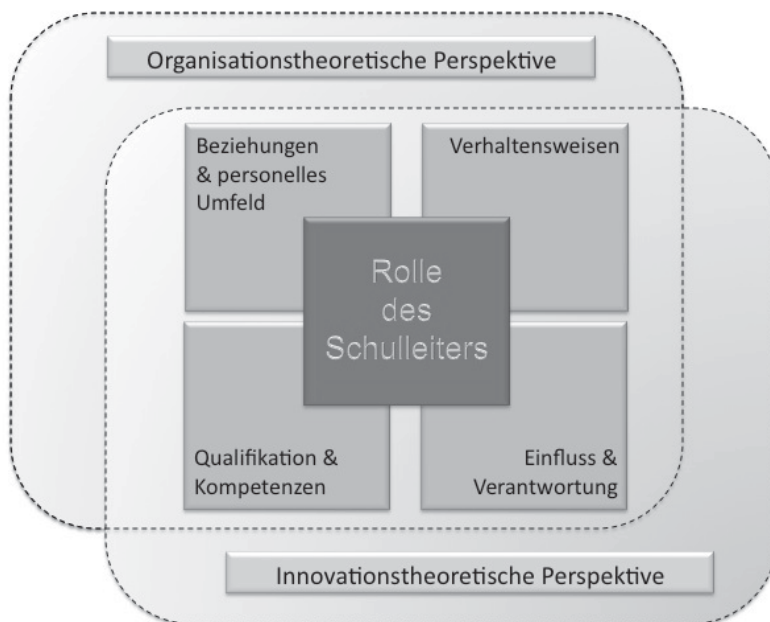 Organisationstheoretische Perspektive
Beziehungen
& personelles
Umfeld
Verhaltensweisen
Rolle
des
Schulleiters
Qualifikation &
Kompetenzen
Einfluss &
Verantwortung
Innovationstheoretische Perspektive